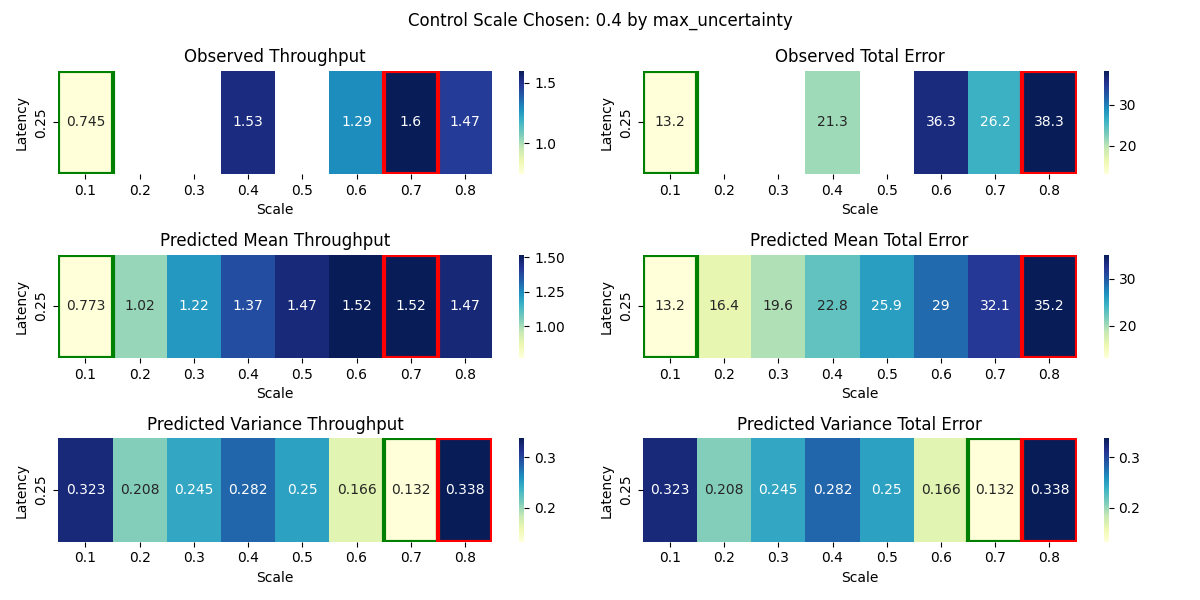 Control Scale Chosen: 0.4 by max_uncertainty
Observed Throughput
Latency
0.25
0.745
1.53
1.29
1.6
1.47
0.1 0.2 0.3 0.4 0.5 0.6 0.7 0.8
Scale
1.5
1.0
Observed Total Error
Latency
0.25
13.2
21.3
36.3
26.2
38.3
0.1 0.2 0.3 0.4 0.5 0.6 0.7 0.8
Scale
30
20
Predicted Mean Throughput
Latency
0.25
0.773 1.02 1.22 1.37 1.47 1.52 1.52 1.47
0.1 0.2 0.3 0.4 0.5 0.6 0.7 0.8
Scale
1.50
1.25
1.00
Predicted Mean Total Error
Latency
0.25
13.2 16.4 19.6 22.8 25.9 29 32.1 35.2
0.1 0.2 0.3 0.4 0.5 0.6 0.7 0.8
Scale
30
20
Predicted Variance Throughput
Latency
0.25
0.323 0.208 0.245 0.282 0.25 0.166 0.132 0.338
0.1 0.2 0.3 0.4 0.5 0.6 0.7 0.8
Scale
0.3
0.2
Predicted Variance Total Error
Latency
0.25
0.323 0.208 0.245 0.282 0.25 0.166 0.132 0.338
0.1 0.2 0.3 0.4 0.5 0.6 0.7 0.8
Scale
0.3
0.2